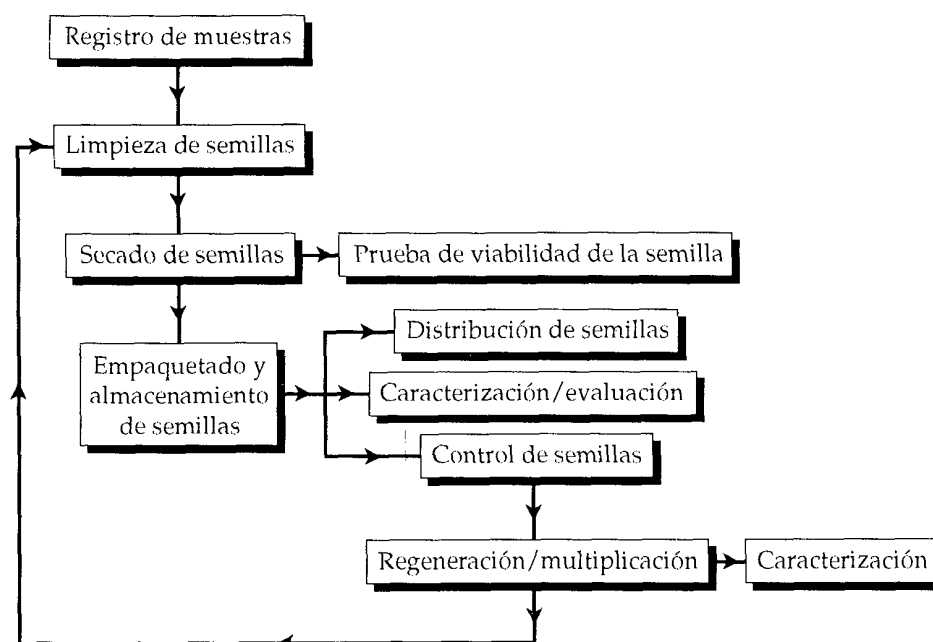 Registro de muestras
Limpieza de semillas
Secado de semillas
Prueba de viabilidad de la semilla
Distribución de semillas
Empaquetado y
almacenamiento
de semillas
Caracterización/evaluación
Control de semillas
Regeneración/multiplicación
Caracterización